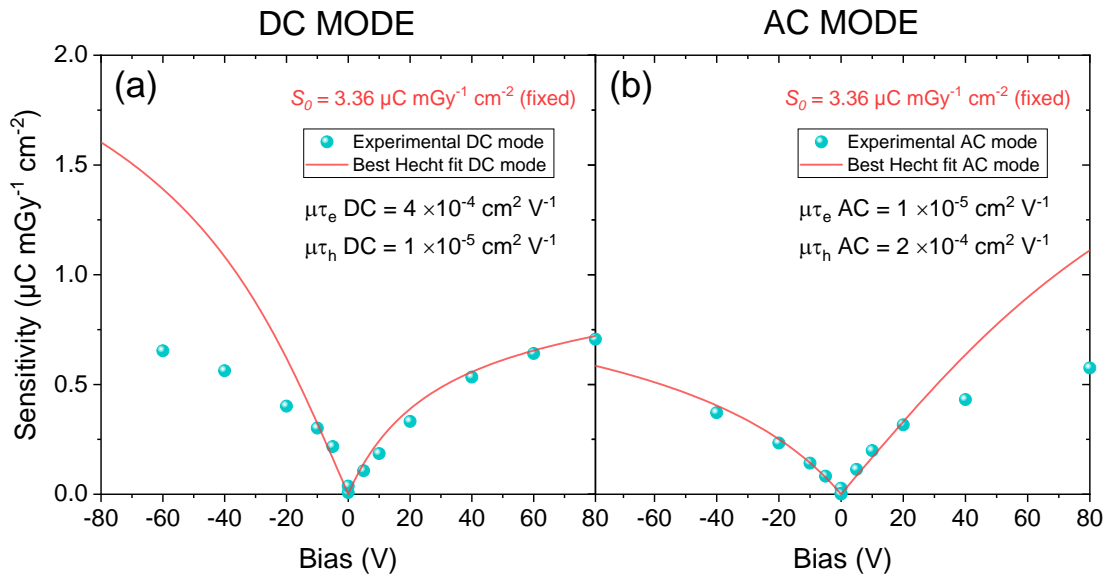 DC MODE
AC MODE
(a)
S₀ = 3.36 µC mGy⁻¹ cm⁻² (fixed)
Experimental DC mode
Best Hecht fit DC mode
μτₑ DC = 4 ×10⁻⁴ cm² V⁻¹
μτₕ DC = 1 ×10⁻⁵ cm² V⁻¹
(b)
S₀ = 3.36 µC mGy⁻¹ cm⁻² (fixed)
Experimental AC mode
Best Hecht fit AC mode
μτₑ AC = 1 ×10⁻⁵ cm² V⁻¹
μτₕ AC = 2 ×10⁻⁴ cm² V⁻¹
Sensitivity (µC mGy⁻¹ cm⁻²)
2.0
1.5
1.0
0.5
0.0
-80 -60 -40 -20 0 20 40 60 80
-60 -40 -20 0 20 40 60 80
Bias (V)
Bias (V)